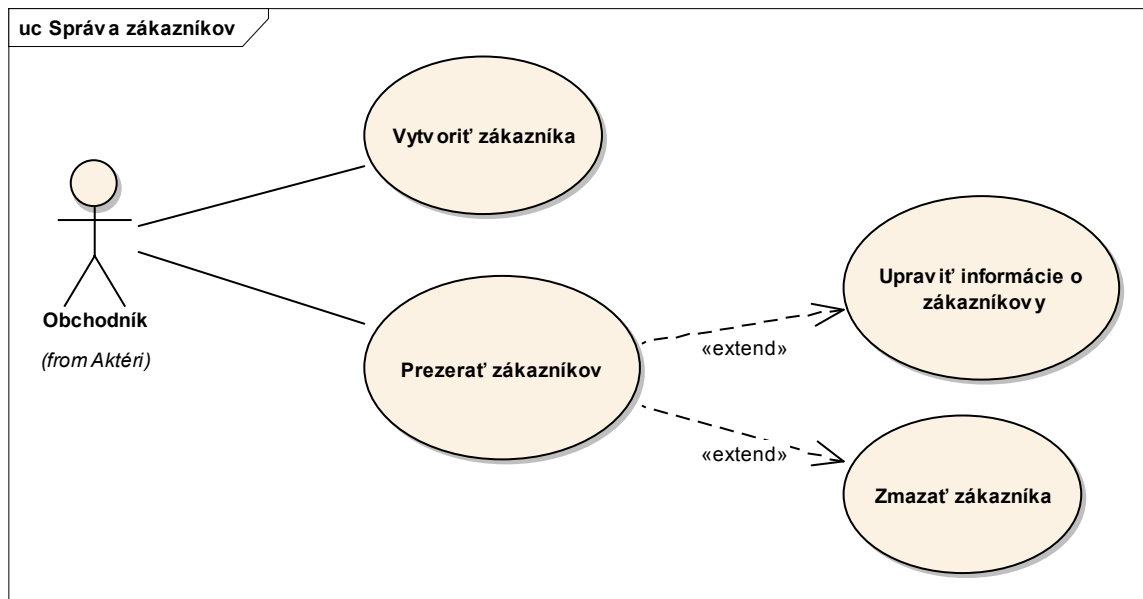 uc Správa zákazníkov
Vytvoriť zákazníka
Obchodník
(from Aktéri)
Prezerať zákazníkov
«extend»
«extend»
Upraviť informácie o
zákazníkovy
Zmazať zákazníka